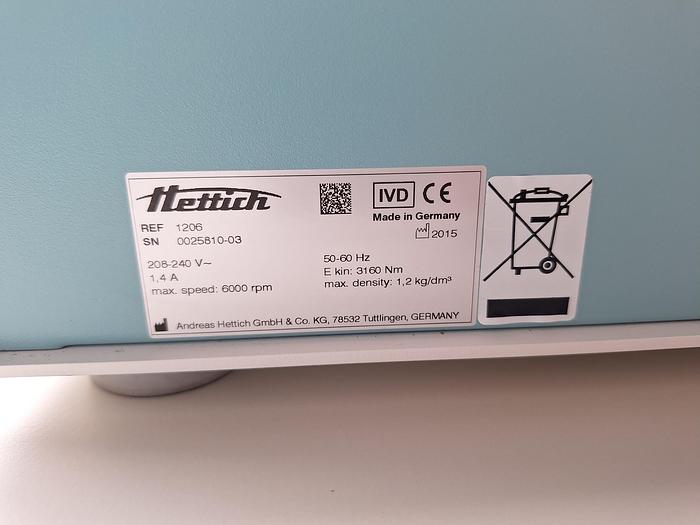 Hettich
IVD CE
Made in Germany
2015
REF 1206
SN 0025810-03
208-240 V~
1,4 A
max. speed: 6000 rpm
50-60 Hz
E kin: 3160 Nm
max. density: 1,2 kg/dm³
Andreas Hettich GmbH & Co. KG, 78532 Tuttlingen, GERMANY